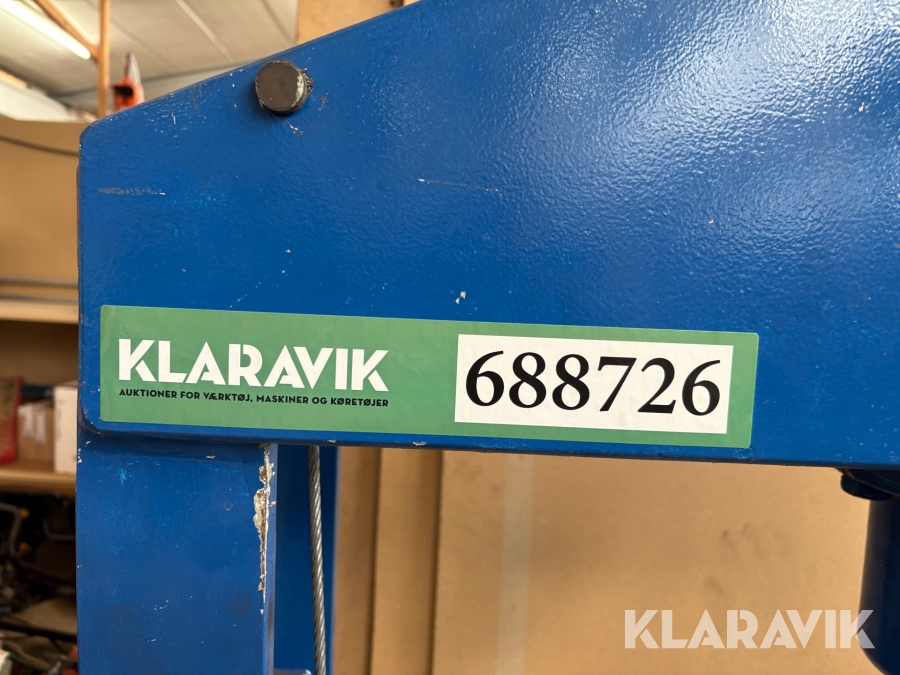 KLARAVIK
AUKTIONER FOR VÆRKTØJ, MASKINER OG KØRETØJER
688726
KLARAVIK